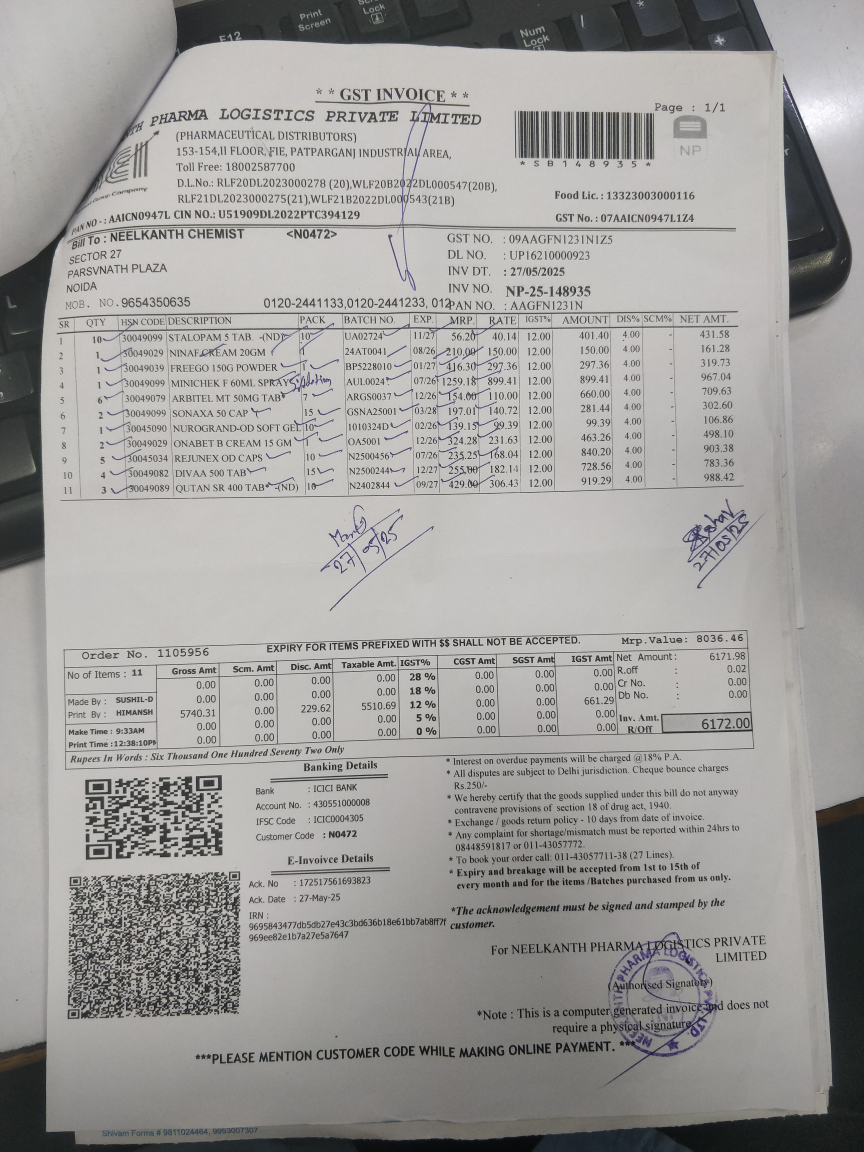 F12
Print
Screen
Scroll
Lock
Num
Lock
/
*
* * GST INVOICE * *
Page : 1/1
PHARMA LOGISTICS PRIVATE LIMITED
(PHARMACEUTICAL DISTRIBUTORS)
153-154,II FLOOR,FIE, PATPARGANJ INDUSTRIAL AREA,
Toll Free: 18002587700
D.L.No.: RLF20DL2023000278 (20),WLF20B2022DL000547(20B),
RLF21DL2023000275(21),WLF21B2022DL000543(21B)
PAN NO -: AAICN0947L CIN NO.: U51909DL2022PTC394129
* SB148935 *
NP
Food Lic. : 13323003000116
GST No. : 07AAICN0947L1Z4
Bill To : NEELKANTH CHEMIST <N0472>
SECTOR 27
PARSVNATH PLAZA
NOIDA
MOB. NO. 9654350635 0120-2441133,0120-2441233, 012
GST NO. : 09AAGFN1231N1Z5
DL NO. : UP16210000923
INV DT. : 27/05/2025
INV NO. NP-25-148935
PAN NO. : AAGFN1231N
SR QTY HSN CODE DESCRIPTION PACK BATCH NO. EXP. MRP. RATE IGST% AMOUNT DIS% SCM% NET AMT.
1 10 30049099 STALOPAM 5 TAB -(ND) 10 UA02724 11/27 56.20 40.14 12.00 401.40 4.00 - 431.58
2 1 30049029 NINAF CREAM 20GM 1 24AT0041 08/26 210.00 150.00 12.00 150.00 4.00 - 161.28
3 1 30049039 FREEGO 150G POWDER 1 BP5228010 01/27 416.30 297.36 12.00 297.36 4.00 - 319.73
4 1 30049099 MINICHEK F 60ML SPRAY AUL0024 07/26 1259.18 899.41 12.00 899.41 4.00 - 967.04
5 6 30049079 ARBITEL MT 50MG TAB 7 ARGS0037 12/26 154.00 110.00 12.00 660.00 4.00 - 709.63
6 2 30049099 SONAXA 50 CAP 15 GSNA25001 03/28 197.01 140.72 12.00 281.44 4.00 - 302.60
7 1 30045090 NUROGRAND-OD SOFT GEL 10 1010324D 02/26 139.15 99.39 12.00 99.39 4.00 - 106.86
8 2 30049029 ONABET B CREAM 15 GM 1 OA5001 12/26 324.28 231.63 12.00 463.26 4.00 - 498.10
9 5 30045034 REJUNEX OD CAPS 10 N2500456 07/26 235.25 168.04 12.00 840.20 4.00 - 903.38
10 4 30049082 DIVAA 500 TAB 15 N2500244 12/27 255.00 182.14 12.00 728.56 4.00 - 783.36
11 3 30049089 QUTAN SR 400 TAB -(ND) 10 N2402844 09/27 429.00 306.43 12.00 919.29 4.00 - 988.42
27/05/25
27/05/25
Order No. 1105956 EXPIRY FOR ITEMS PREFIXED WITH $$ SHALL NOT BE ACCEPTED. Mrp.Value: 8036.46
No of Items : 11
Made By : SUSHIL-D
Print By : HIMANSH
Make Time : 9:33AM
Print Time :12:38:10PM
Gross Amt Scm. Amt Disc. Amt Taxable Amt. IGST% CGST Amt SGST Amt IGST Amt
0.00 0.00 0.00 0.00 28 % 0.00 0.00 0.00
0.00 0.00 0.00 0.00 18 % 0.00 0.00 0.00
5740.31 0.00 229.62 5510.69 12 % 0.00 0.00 661.29
0.00 0.00 0.00 0.00 5 % 0.00 0.00 0.00
0.00 0.00 0.00 0.00 0 % 0.00 0.00 0.00
Net Amount : 6171.98
R.off : 0.02
Cr No. : 0.00
Db No. : 0.00
Inv. Amt. R/Off 6172.00
Rupees In Words : Six Thousand One Hundred Seventy Two Only
Banking Details
Bank : ICICI BANK
Account No. : 430551000008
IFSC Code : ICIC0004305
Customer Code : N0472
E-Invoivce Details
Ack. No : 172517561693823
Ack. Date : 27-May-25
IRN :
9695843477db5db27e43c3bd636b18e61bb7ab8ff7f
969ee82e1b7a27e5a7647
* Interest on overdue payments will be charged @18% P.A.
* All disputes are subject to Delhi jurisdiction. Cheque bounce charges
Rs.250/-
* We hereby certify that the goods supplied under this bill do not anyway
contravene provisions of section 18 of drug act, 1940.
* Exchange / goods return policy - 10 days from date of invoice.
* Any complaint for shortage/mismatch must be reported within 24hrs to
08448591817 or 011-43057772.
* To book your order call: 011-43057711-38 (27 Lines).
* Expiry and breakage will be accepted from 1st to 15th of
every month and for the items /Batches purchased from us only.
*The acknowledgement must be signed and stamped by the
customer.
For NEELKANTH PHARMA LOGISTICS PRIVATE
LIMITED
(Authorised Signatory)
NEELKANTH PHARMA LOGISTICS PVT LTD
*Note : This is a computer generated invoice and does not
require a physical signature.
***PLEASE MENTION CUSTOMER CODE WHILE MAKING ONLINE PAYMENT. ***
Shivam Forms # 9811024464, 9953007307